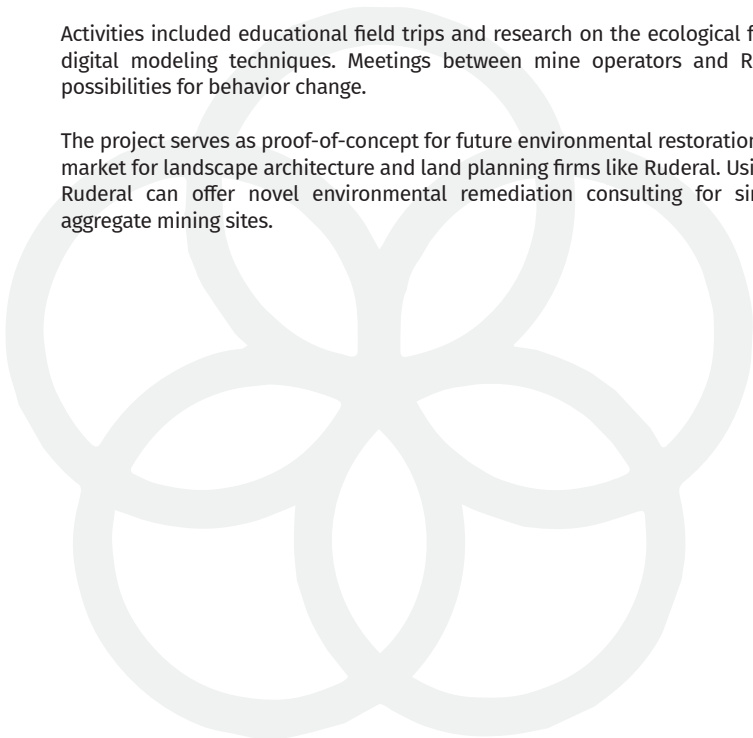 Activities included educational field trips and research on the ecological
digital modeling techniques. Meetings between mine operators and
possibilities for behavior change.
The project serves as proof-of-concept for future environmental restoration
market for landscape architecture and land planning firms like Ruderal.
Ruderal can offer novel environmental remediation consulting for
aggregate mining sites.